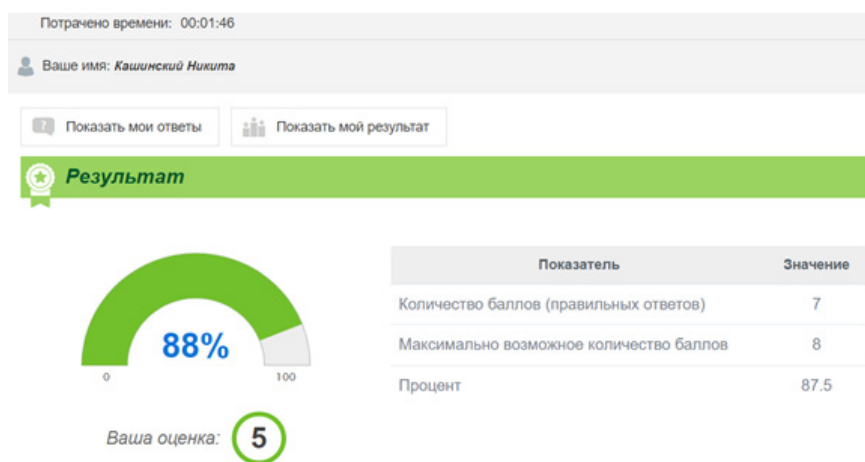 Потрачено времени: 00:01:46
Ваше имя: Кашинский Никита
Показать мои ответы
Показать мой результат
Результат
88%
0
100
Ваша оценка: 5
Показатель Значение
Количество баллов (правильных ответов) 7
Максимально возможное количество баллов 8
Процент 87.5